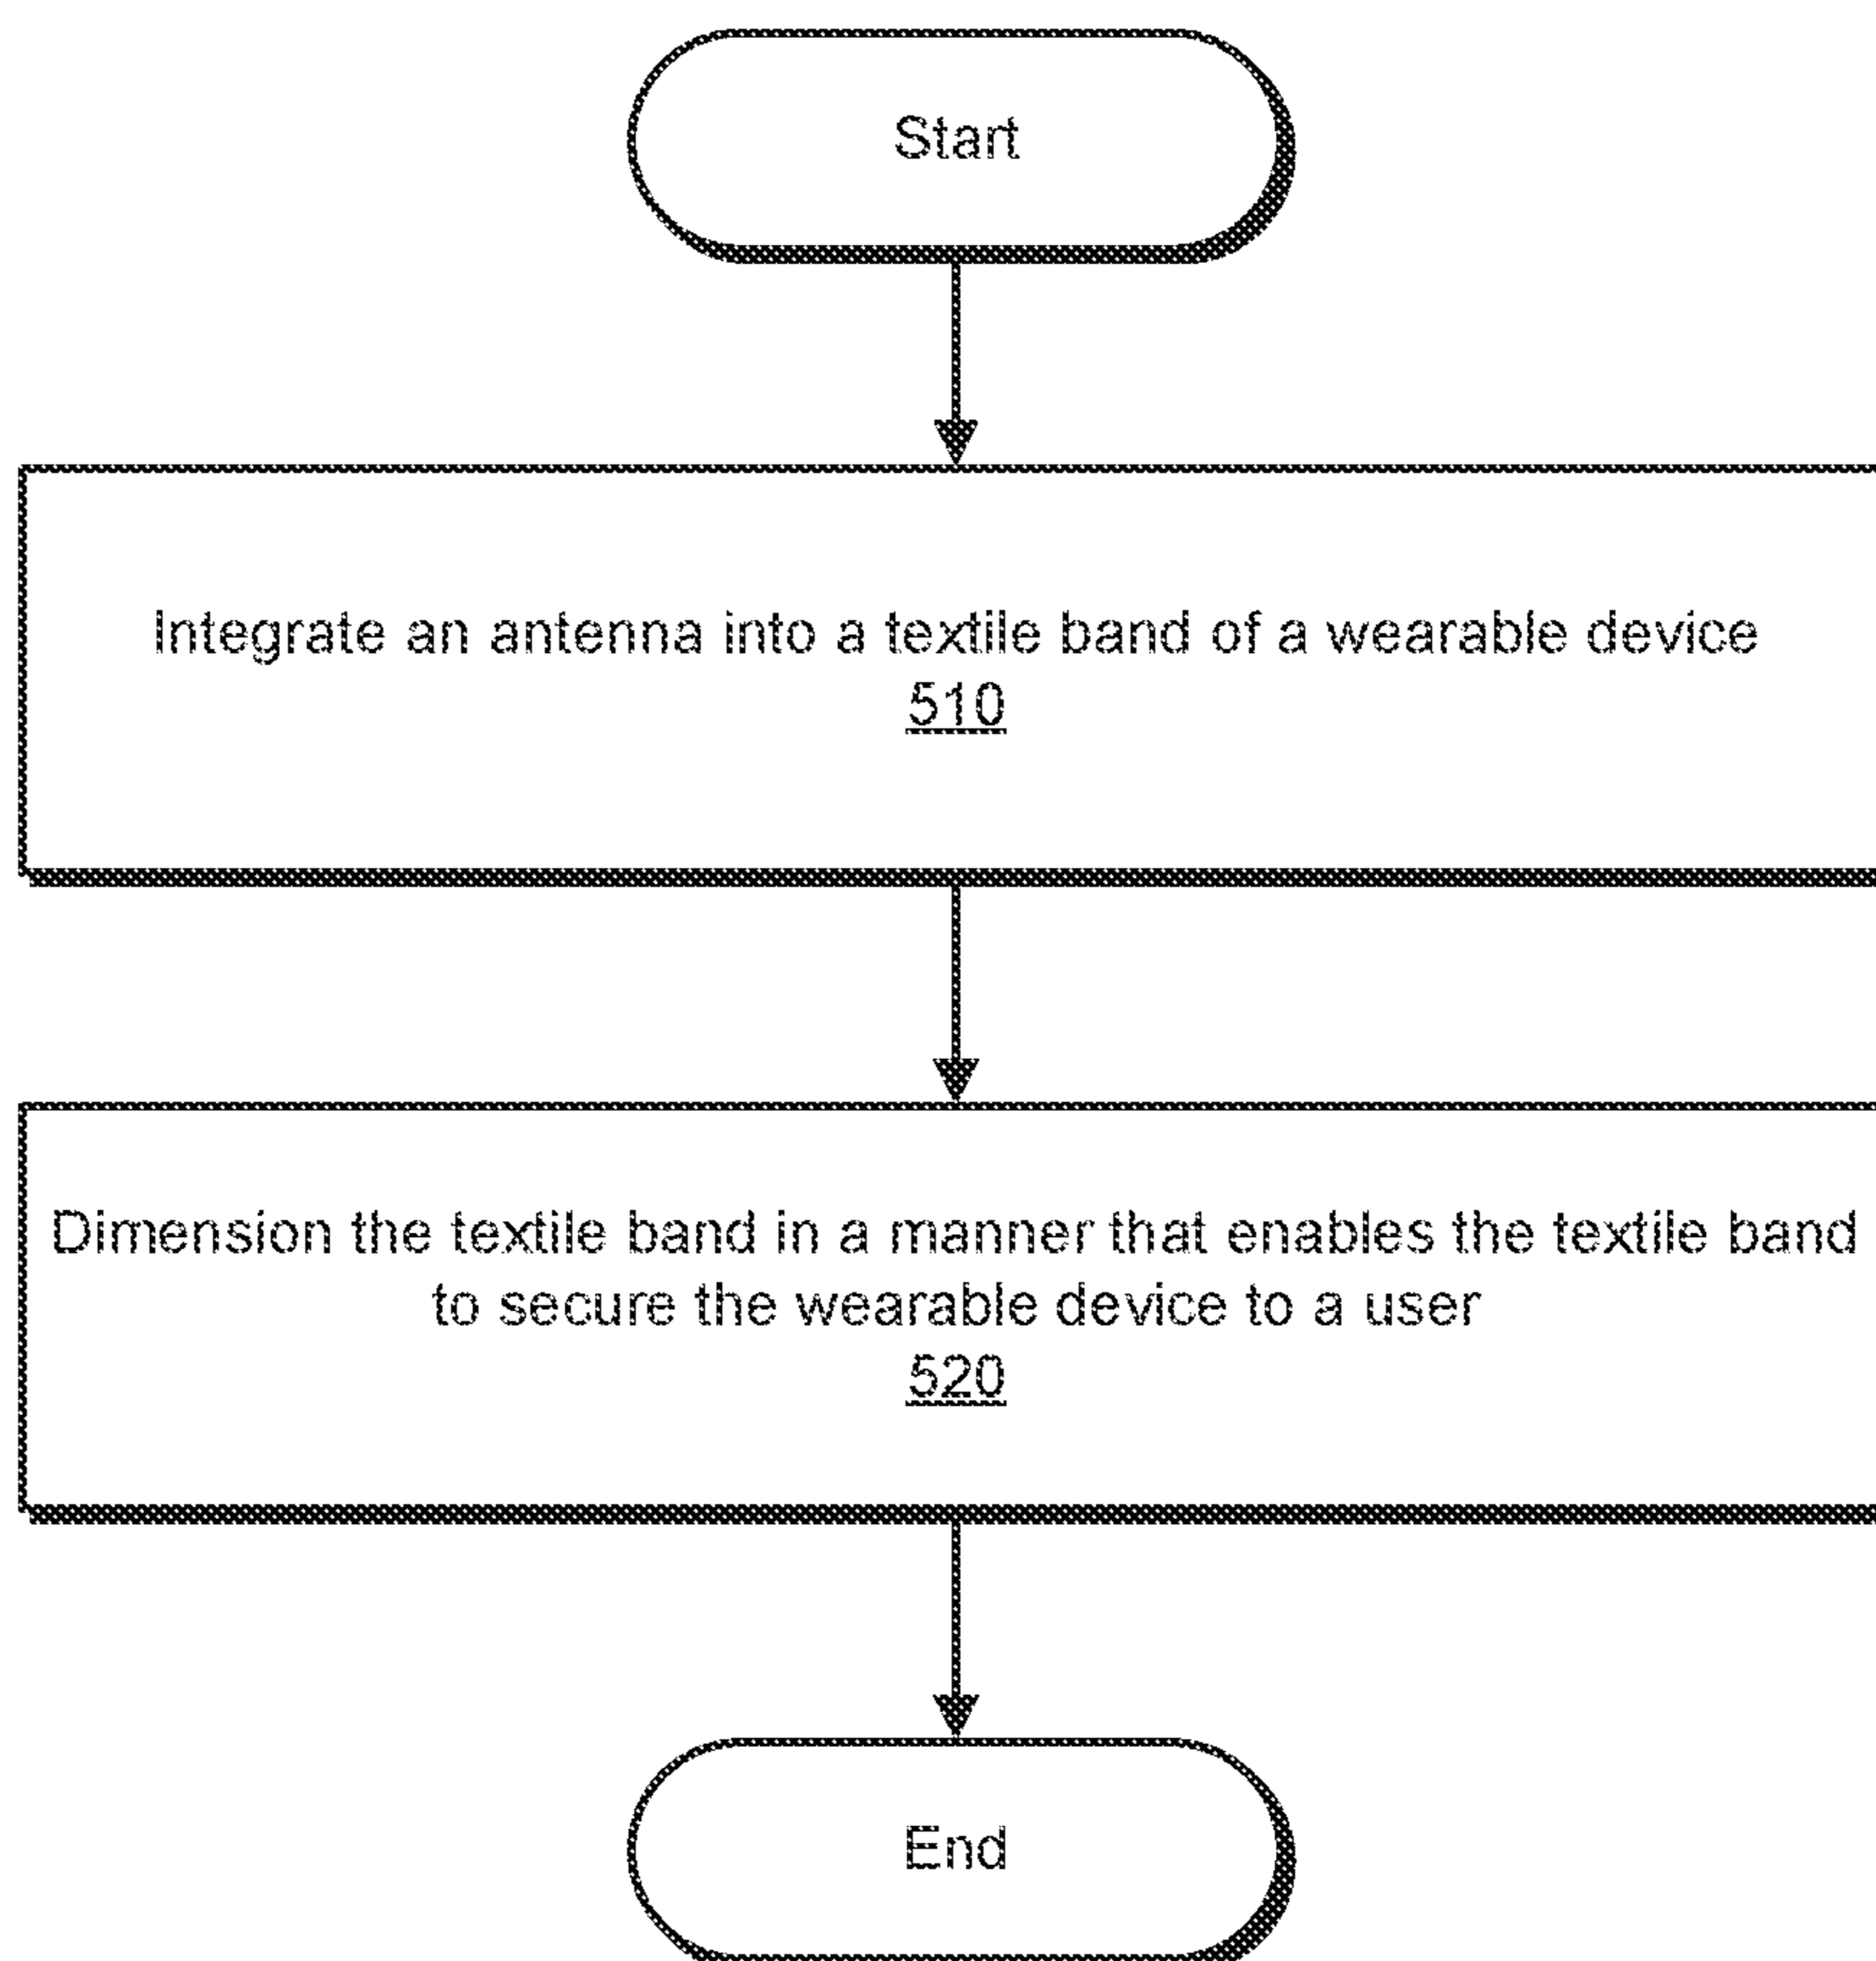 Start
Integrate an antenna into a textile band of a wearable device
510
Dimension the textile band in a manner that enables the textile band
to secure the wearable device to a user
520
End